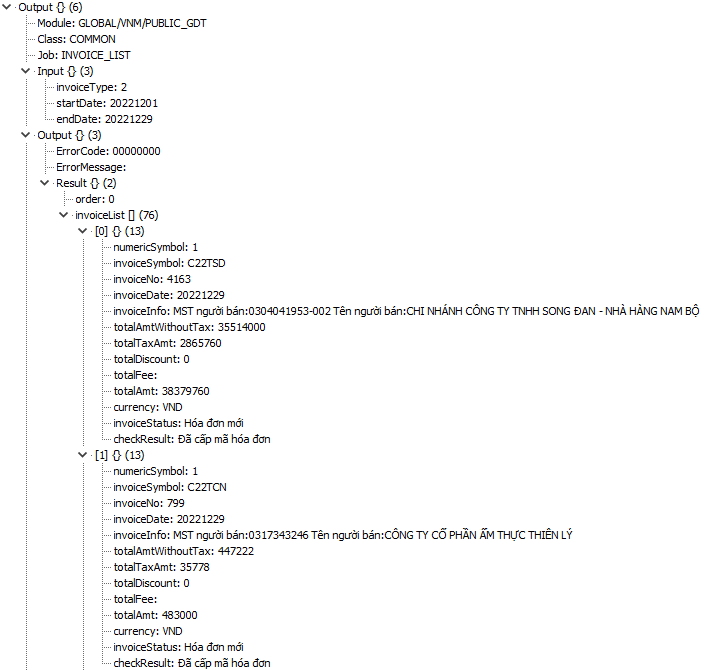 Output {} (6)
Module: GLOBAL/VNM/PUBLIC_GDT
Class: COMMON
Job: INVOICE_LIST
Input {} (3)
invoiceType: 2
startDate: 20221201
endDate: 20221229
Output {} (3)
ErrorCode: 00000000
ErrorMessage:
Result {} (2)
order: 0
invoiceList [] (76)
[0] {} (13)
numericSymbol: 1
invoiceSymbol: C22TSD
invoiceNo: 4163
invoiceDate: 20221229
invoiceInfo: MST người bán:0304041953-002 Tên người bán:CHI NHÁNH CÔNG TY TNHH SONG ĐAN - NHÀ HÀNG NAM BỘ
totalAmtWithoutTax: 35514000
totalTaxAmt: 2865760
totalDiscount: 0
totalFee:
totalAmt: 38379760
currency: VND
invoiceStatus: Hóa đơn mới
checkResult: Đã cấp mã hóa đơn
[1] {} (13)
numericSymbol: 1
invoiceSymbol: C22TCN
invoiceNo: 799
invoiceDate: 20221229
invoiceInfo: MST người bán:0317343246 Tên người bán:CÔNG TY CỔ PHẦN ẨM THỰC THIÊN LÝ
totalAmtWithoutTax: 447222
totalTaxAmt: 35778
totalDiscount: 0
totalFee:
totalAmt: 483000
currency: VND
invoiceStatus: Hóa đơn mới
checkResult: Đã cấp mã hóa đơn